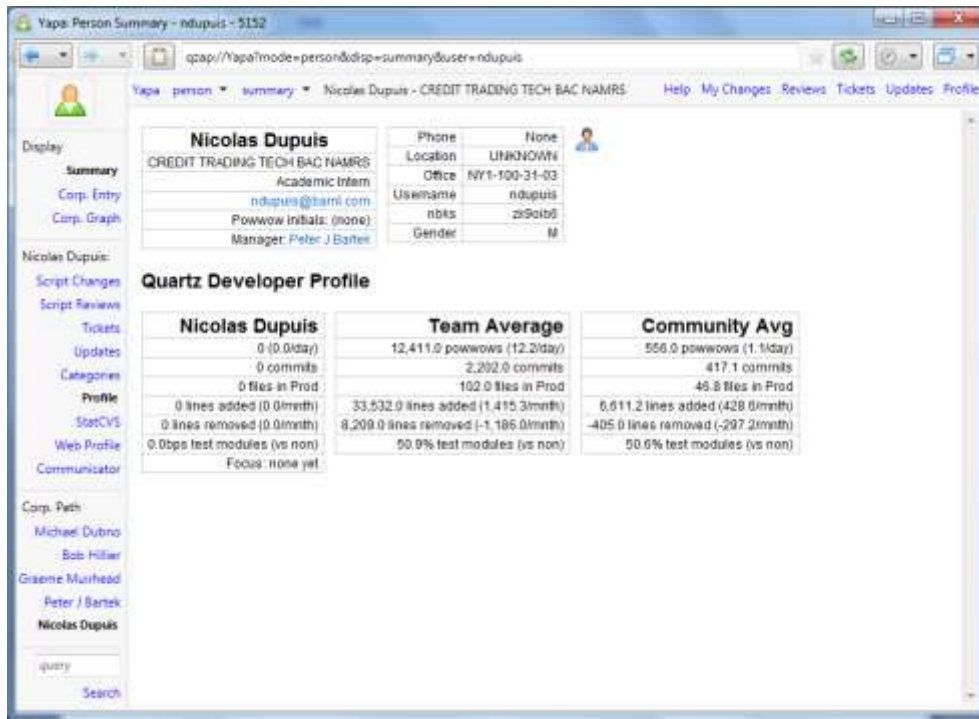 Yapa: Person Summary - ndupuis - 5152
qzap://Yapa?mode=person&disp=summary&user=ndupuis
Yapa person summary Nicolas Dupuis - CREDIT TRADING TECH BAC NAMRS Help My Changes Reviews Tickets Updates Profile
Display
Summary
Corp. Entry
Corp. Graph
Nicolas Dupuis:
Script Changes
Script Reviews
Tickets
Updates
Categories
Profile
StatCVS
Web Profile
Communicator
Corp. Path
Michael Dubno
Bob Hillier
Graeme Muirhead
Peter J Bartek
Nicolas Dupuis
query
Search
Nicolas Dupuis
CREDIT TRADING TECH BAC NAMRS
Academic Intern
ndupuis@baml.com
Powwow initials: (none)
Manager: Peter J Bartek
Phone None
Location UNKNOWN
Office NY1-100-31-03
Username ndupuis
nbks
Gender M
Quartz Developer Profile
Nicolas Dupuis
0 (0.0/day)
0 commits
0 files in Prod
0 lines added (0.0/mnth)
0 lines removed (0.0/mnth)
0.0bps test modules (vs non)
Focus: none yet
Team Average
12,411.0 powwows (12.2/day)
2,202.0 commits
102.0 files in Prod
33,532.0 lines added (1,415.3/mnth)
8,209.0 lines removed (-1,186.0/mnth)
50.9% test modules (vs non)
Community Avg
556.0 powwows (1.1/day)
417.1 commits
46.8 files in Prod
6,611.2 lines added (428.6/mnth)
-405.0 lines removed (-297.2/mnth)
50.6% test modules (vs non)